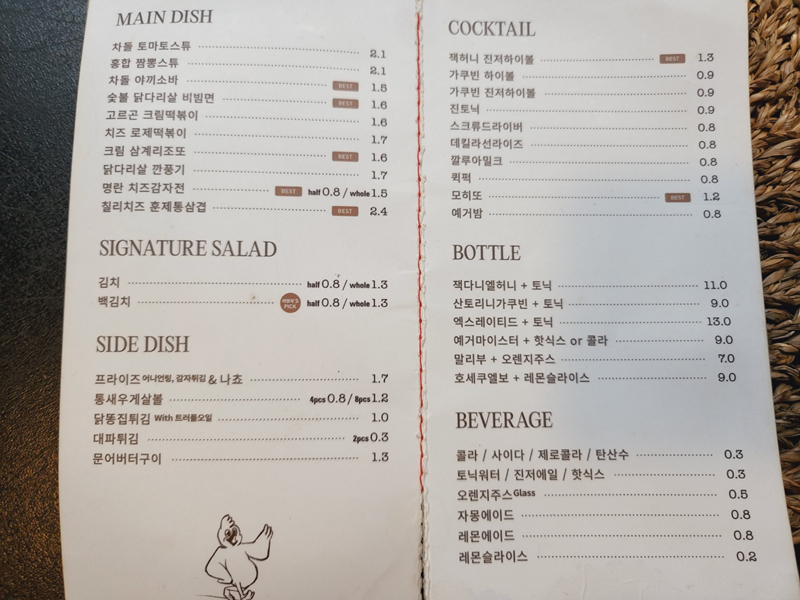 MAIN DISH
차돌 토마토스튜 2.1
홍합 짬뽕스튜 2.1
차돌 야끼소바 BEST 1.5
숯불 닭다리살 비빔면 BEST 1.6
고르곤 크림떡볶이 1.6
치즈 로제떡볶이 1.7
크림 삼계리조또 BEST 1.6
닭다리살 깐풍기 1.7
명란 치즈감자전 BEST half 0.8 / whole 1.5
칠리치즈 훈제통삼겹 BEST 2.4
SIGNATURE SALAD
김치 half 0.8 / whole 1.3
백김치 PICK half 0.8 / whole 1.3
SIDE DISH
프라이즈 어니언링, 감자튀김 & 나쵸 1.7
통새우게살볼 4pcs 0.8 / 8pcs 1.2
닭똥집튀김 With 트러플오일 1.0
대파튀김 2pcs 0.3
문어버터구이 1.3
COCKTAIL
잭허니 진저하이볼 BEST 1.3
가쿠빈 하이볼 0.9
가쿠빈 진저하이볼 0.9
진토닉 0.9
스크류드라이버 0.8
데킬라선라이즈 0.8
깔루아밀크 0.8
퀵퍽 0.8
모히또 BEST 1.2
예거밤 0.8
BOTTLE
잭다니엘허니 + 토닉 11.0
산토리니가쿠빈 + 토닉 9.0
엑스레이티드 + 토닉 13.0
예거마이스터 + 핫식스 or 콜라 9.0
말리부 + 오렌지주스 7.0
호세쿠엘보 + 레몬슬라이스 9.0
BEVERAGE
콜라 / 사이다 / 제로콜라 / 탄산수 0.3
토닉워터 / 진저에일 / 핫식스 0.3
오렌지주스 Glass 0.5
자몽에이드 0.8
레몬에이드 0.8
레몬슬라이스 0.2